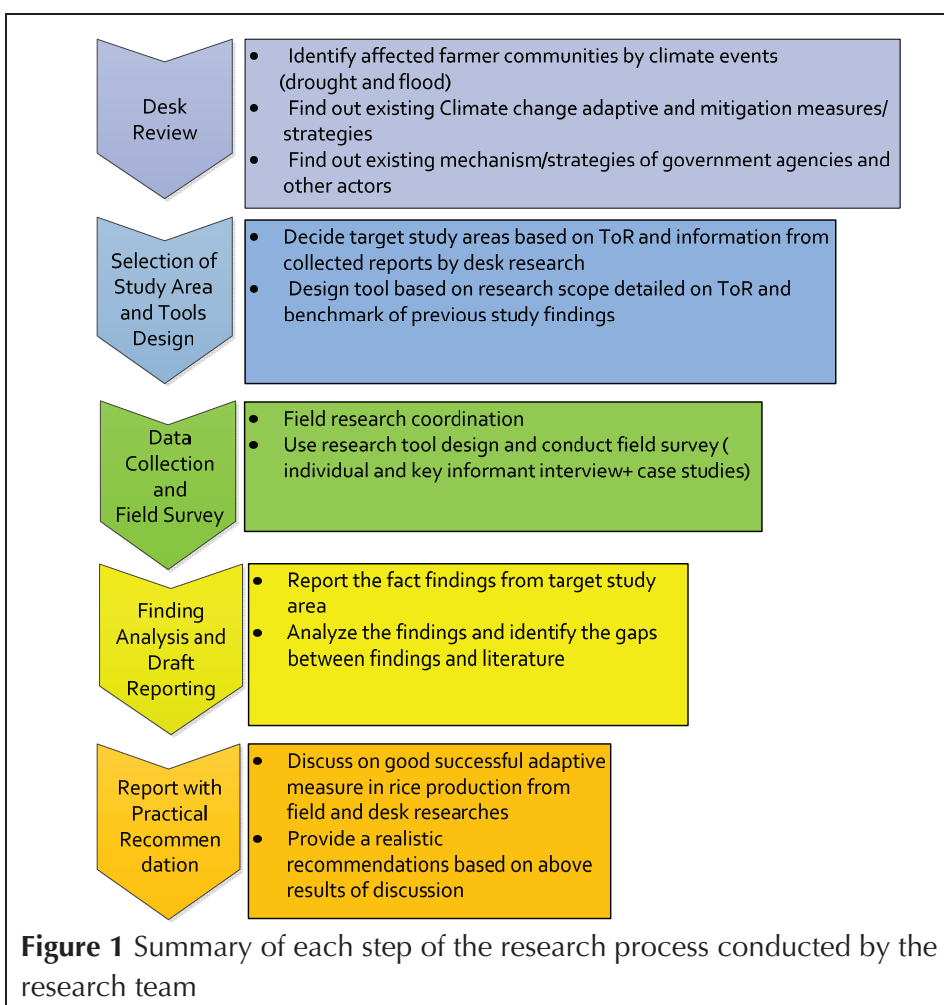 Desk
Review
• Identify affected farmer communities by climate events
(drought and flood)
• Find out existing Climate change adaptive and mitigation measures/
strategies
• Find out existing mechanism/strategies of government agencies and
other actors
Selection of
Study Area
and Tools
Design
• Decide target study areas based on ToR and information from
collected reports by desk research
• Design tool based on research scope detailed on ToR and
benchmark of previous study findings
Data
Collection
and
Field Survey
• Field research coordination
• Use research tool design and conduct field survey (
individual and key informant interview+ case studies)
Finding
Analysis and
Draft
Reporting
• Report the fact findings from target study
area
• Analyze the findings and identify the gaps
between findings and literature
Report with
Practical
Recommen
dation
• Discuss on good successful adaptive
measure in rice production from
field and desk researches
• Provide a realistic
recommendations based on above
results of discussion
Figure 1 Summary of each step of the research process conducted by the
research team